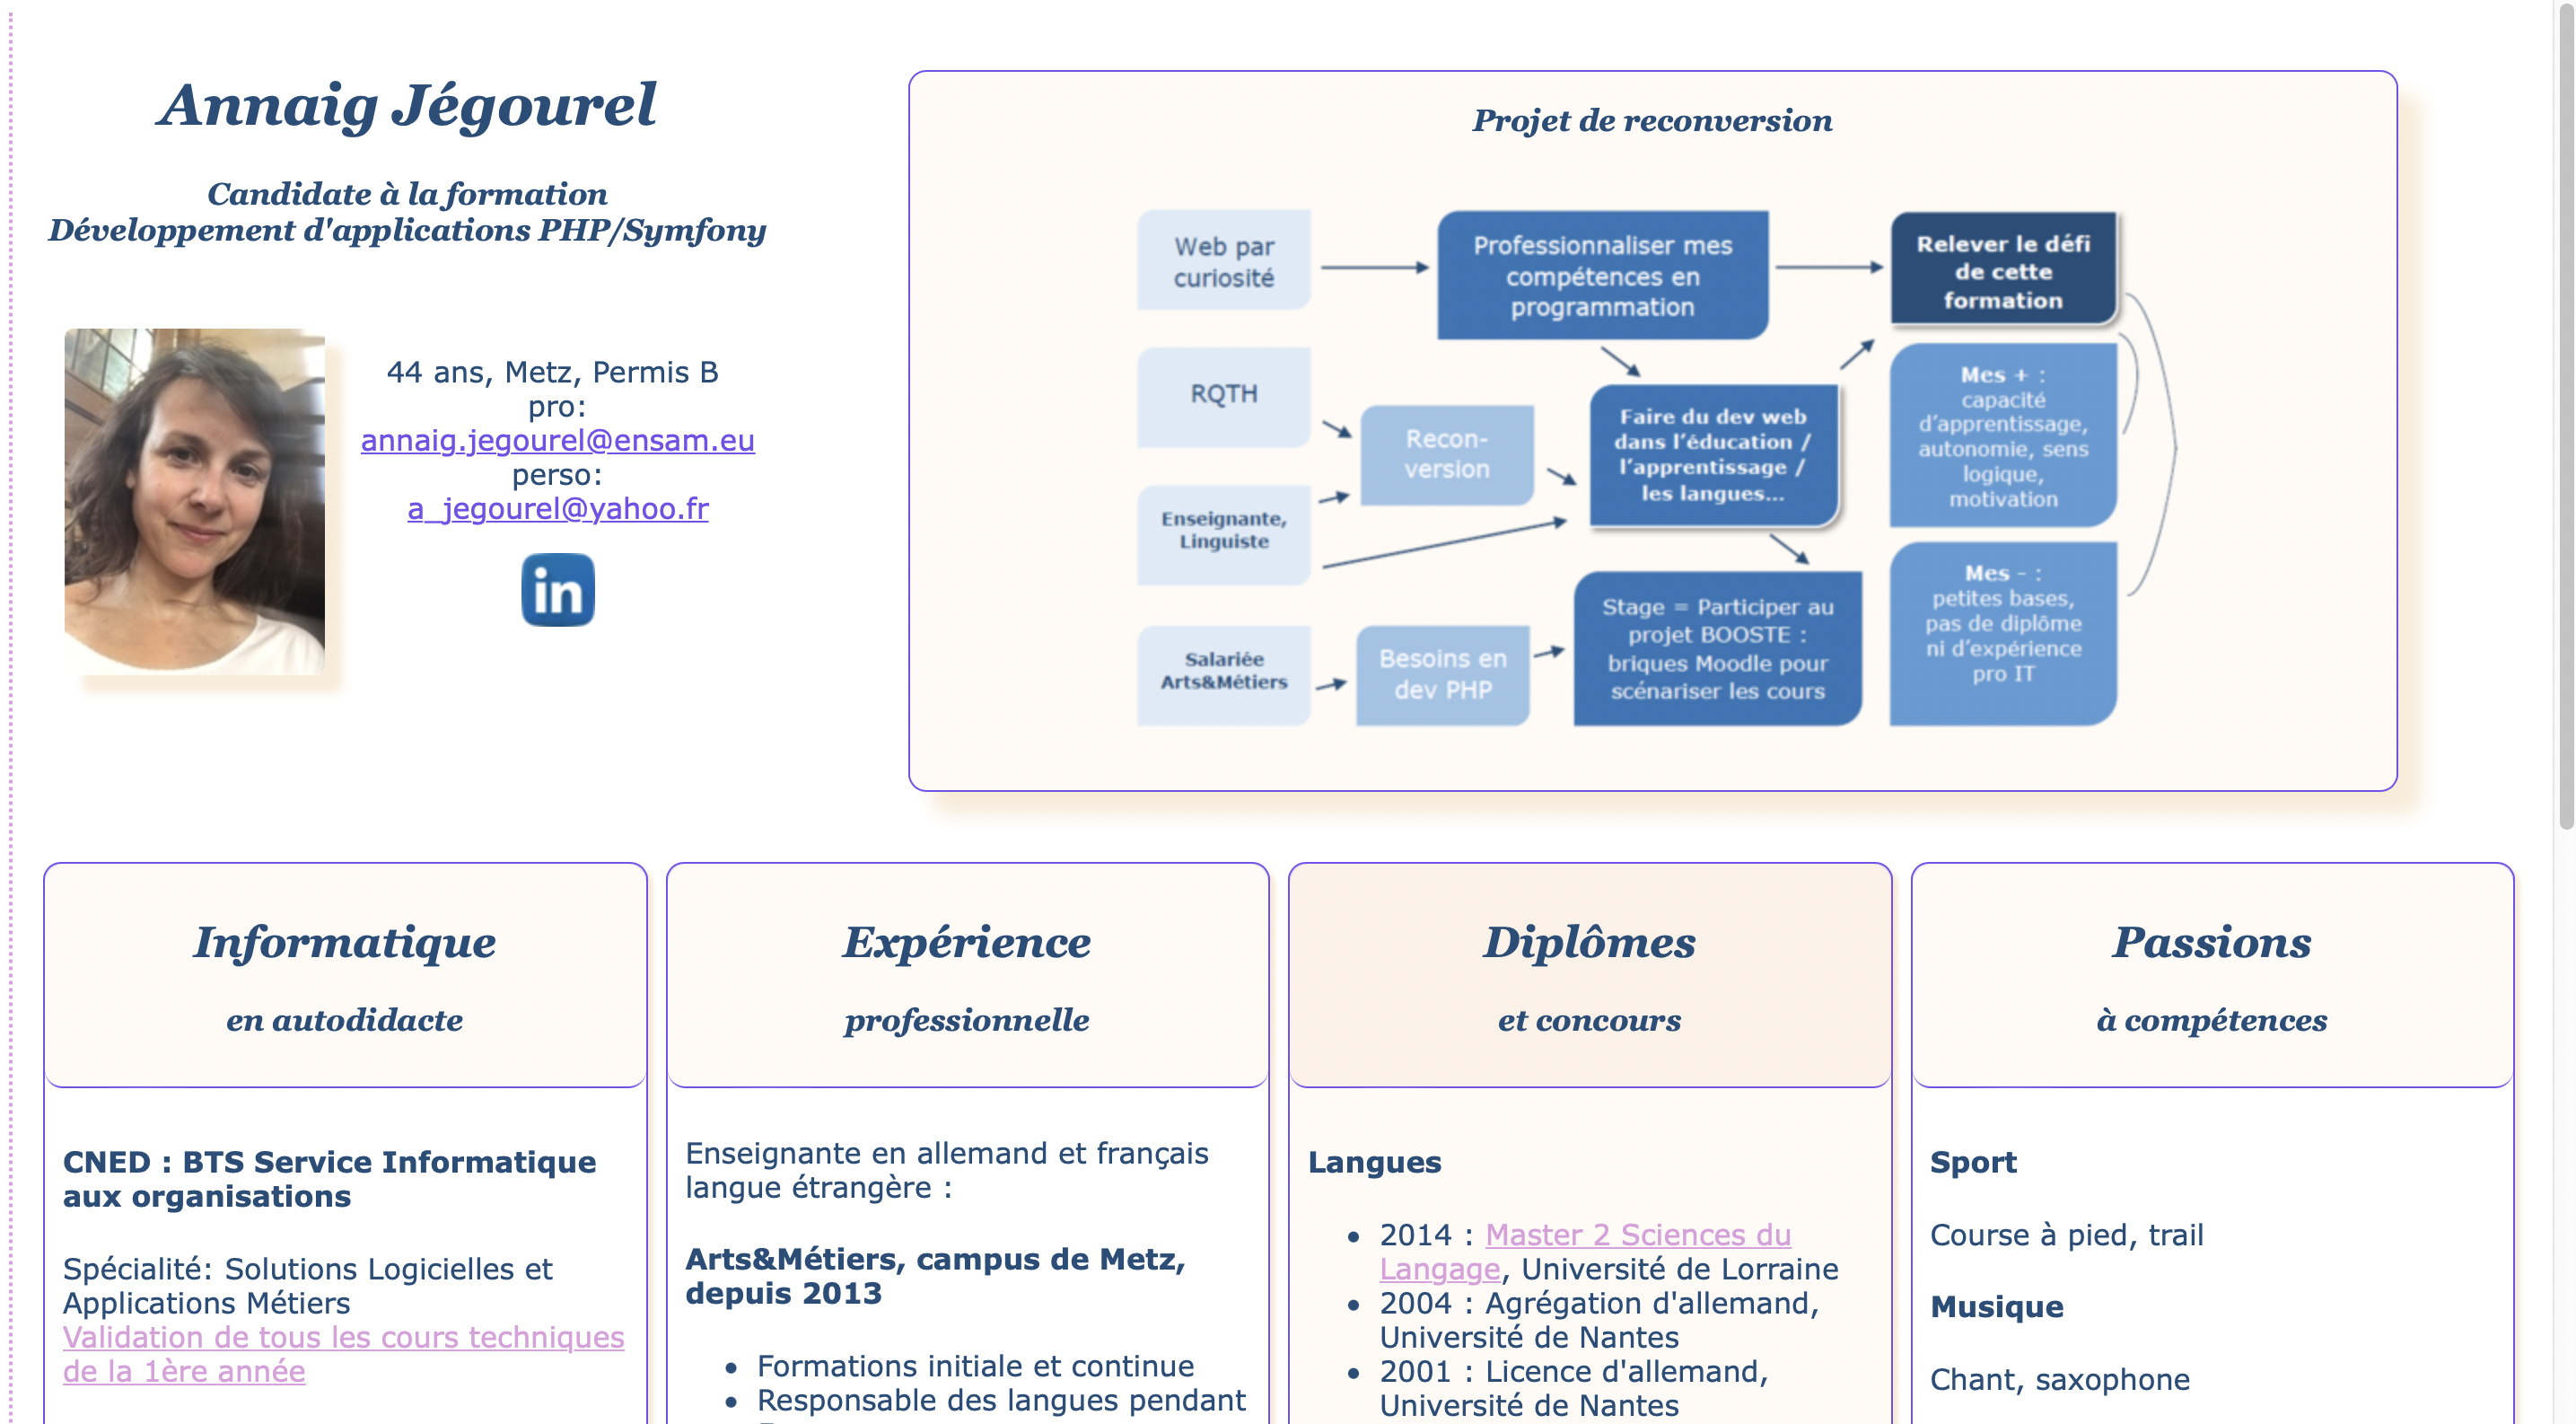 Annaig Jégourel
Candidate à la formation
Développement d'applications PHP/Symfony
44 ans, Metz, Permis B
pro:
annaig.jegourel@ensam.eu
perso:
a_jegourel@yahoo.fr
in
Projet de reconversion
Web par
curiosité
Professionnaliser mes
compétences en
programmation
Relever le défi
de cette
formation
RQTH
Recon-
version
Faire du dev web
dans l’éducation /
l’apprentissage /
les langues...
Mes + :
capacité
d’apprentissage,
autonomie, sens
logique,
motivation
Enseignante,
Linguiste
Salariée
Arts&Métiers
Besoins en
dev PHP
Stage = Participer au
projet BOOSTE :
briques Moodle pour
scénariser les cours
Mes - :
petites bases,
pas de diplôme
ni d’expérience
pro IT
Informatique
en autodidacte
CNED : BTS Service Informatique
aux organisations
Spécialité: Solutions Logicielles et
Applications Métiers
Validation de tous les cours techniques
de la 1ère année
Expérience
professionnelle
Enseignante en allemand et français
langue étrangère :
Arts&Métiers, campus de Metz,
depuis 2013
• Formations initiale et continue
• Responsable des langues pendant
Diplômes
et concours
Langues
• 2014 : Master 2 Sciences du
Langage, Université de Lorraine
• 2004 : Agrégation d'allemand,
Université de Nantes
• 2001 : Licence d'allemand,
Université de Nantes
Passions
à compétences
Sport
Course à pied, trail
Musique
Chant, saxophone